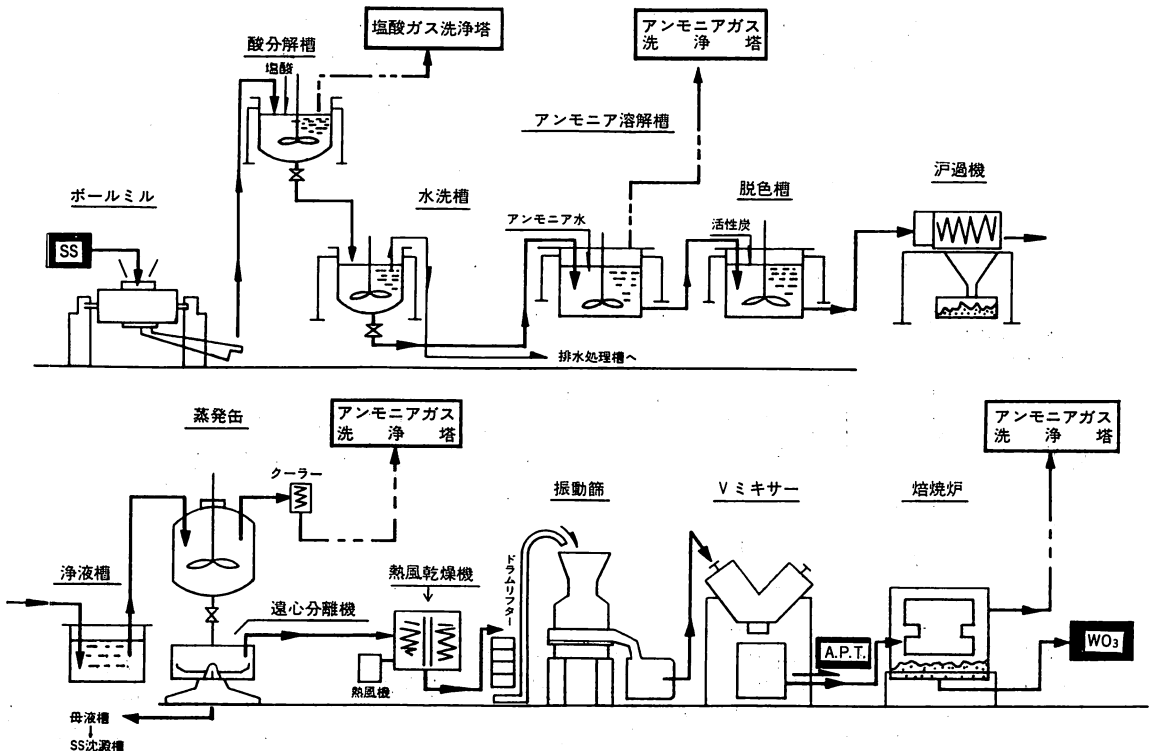 塩酸ガス洗浄塔
アンモニアガス
洗浄塔
酸分解槽
塩酸
アンモニア溶解槽
ボールミル
水洗槽
脱色槽
沪過機
SS
アンモニア水
活性炭
排水処理槽へ
蒸発缶
アンモニアガス
洗浄塔
アンモニアガス
洗浄塔
クーラー
振動篩
Vミキサー
焙焼炉
浄液槽
遠心分離機
熱風乾燥機
ドラムリフター
熱風機
A.P.T.
WO₃
母液槽
↓
SS沈澱槽